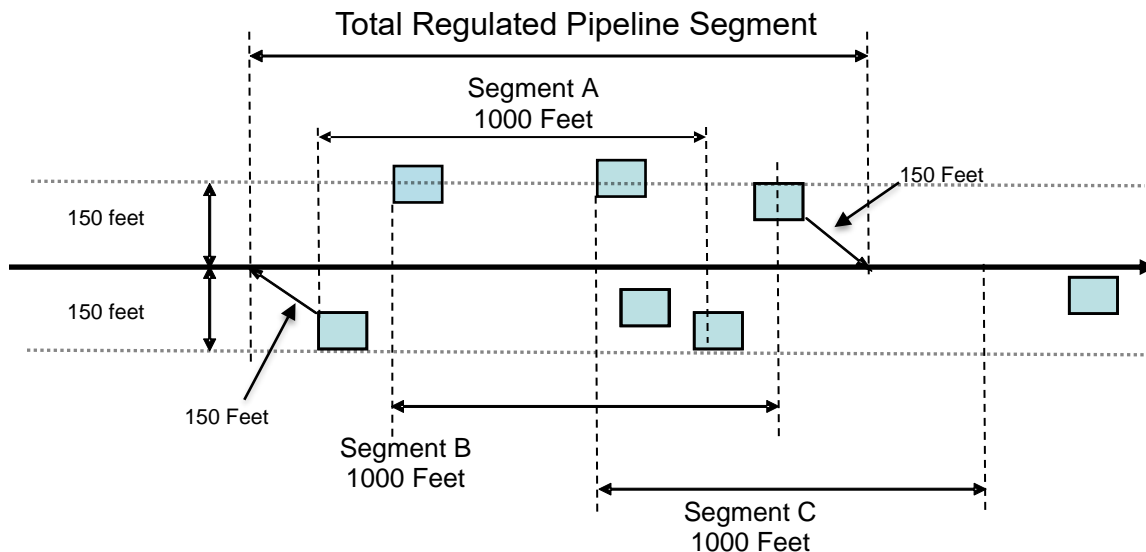 Total Regulated Pipeline Segment
Segment A
1000 Feet
150 Feet
150 feet
150 feet
150 Feet
Segment B
1000 Feet
Segment C
1000 Feet